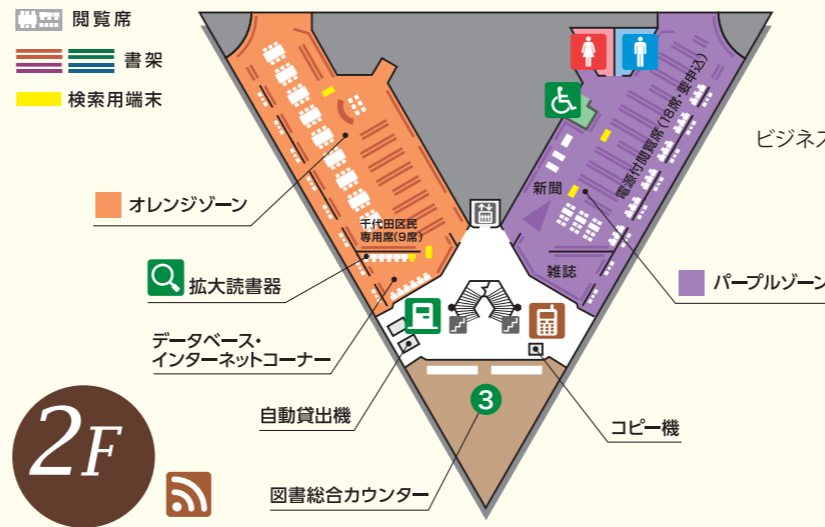 閲覧席
書架
検索用端末
オレンジゾーン
千代田区民
専用席(9席)
拡大読書器
データベース・
インターネットコーナー
自動貸出機
図書総合カウンター
3
コピー機
新聞
雑誌
電源付閲覧席(18席・要申込)
ビジネス
パープルゾーン
2F